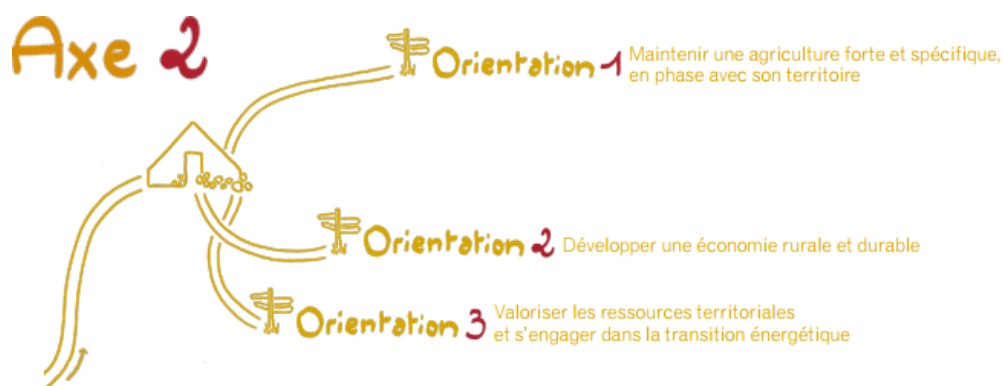 Axe 2
Orientation 1 Maintenir une agriculture forte et spécifique,
en phase avec son territoire
Orientation 2 Développer une économie rurale et durable
Orientation 3 Valoriser les ressources territoriales
et s'engager dans la transition énergétique